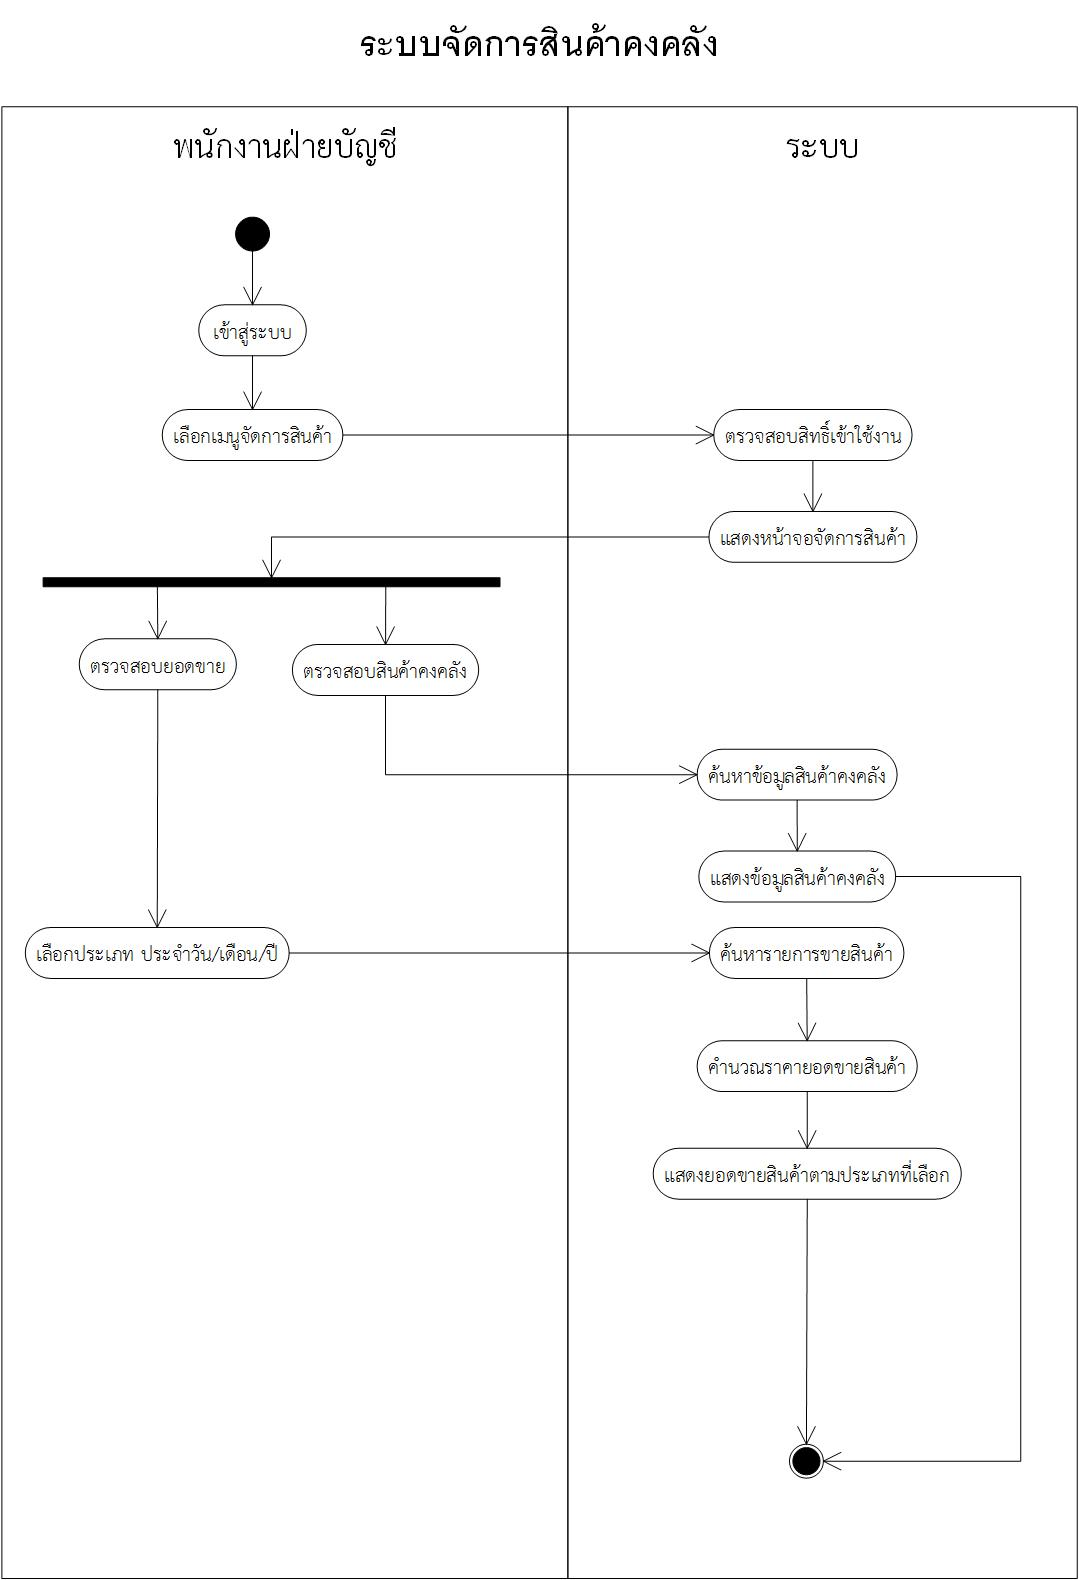 ระบบจัดการสินค้าคงคลัง
พนักงานฝ่ายบัญชี
ระบบ
เข้าสู่ระบบ
เลือกเมนูจัดการสินค้า
ตรวจสอบสิทธิ์เข้าใช้งาน
แสดงหน้าจอจัดการสินค้า
ตรวจสอบยอดขาย
ตรวจสอบสินค้าคงคลัง
ค้นหาข้อมูลสินค้าคงคลัง
แสดงข้อมูลสินค้าคงคลัง
เลือกประเภท ประจำวัน/เดือน/ปี
ค้นหารายการขายสินค้า
คำนวณราคายอดขายสินค้า
แสดงยอดขายสินค้าตามประเภทที่เลือก